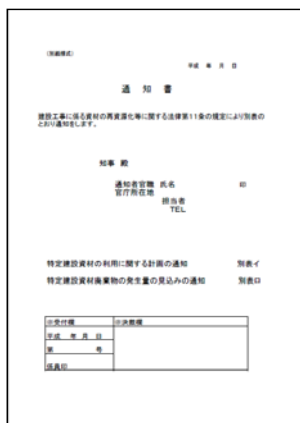 （別紙様式）
平成　年　月　日
通　知　書
建設工事に係る資材の再資源化等に関する法律第11条の規定により別表の
とおり通知をします。
知事 殿
通知者官職 氏名　印
官庁所在地
担当者
TEL
特定建設資材の利用に関する計画の通知　別表イ
特定建設資材廃棄物の発生量の見込みの通知　別表ロ
※受付欄　※決裁欄
平成　年　月　日
第　号
係員印